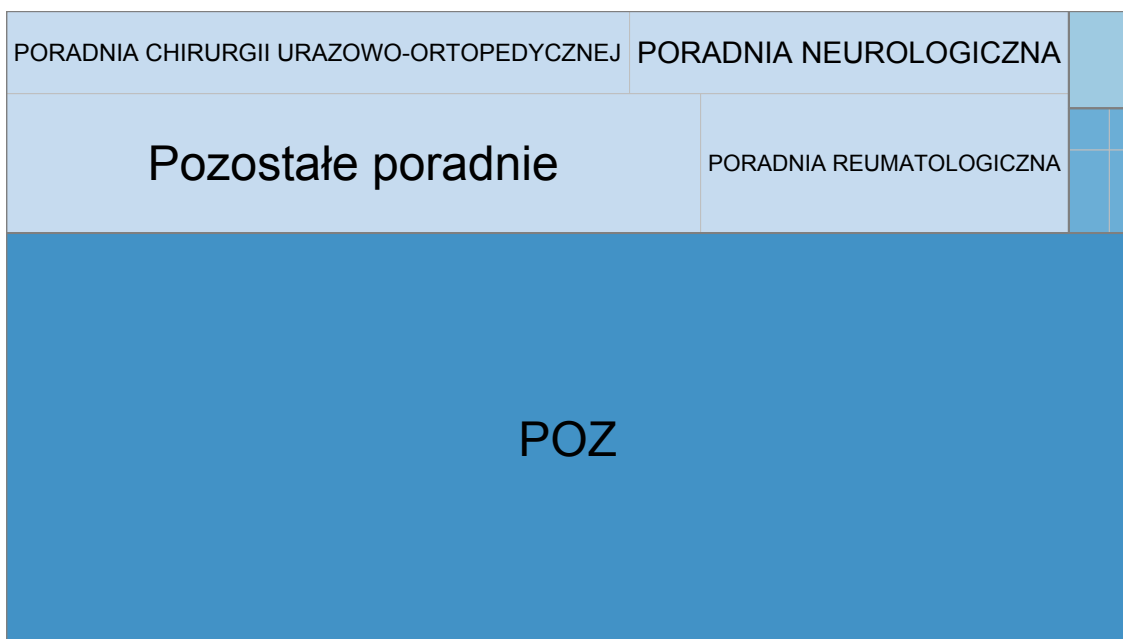 PORADNIA CHIRURGII URAZOWO-ORTOPEDYCZNEJ
PORADNIA NEUROLOGICZNA
Pozostałe poradnie
PORADNIA REUMATOLOGICZNA
POZ